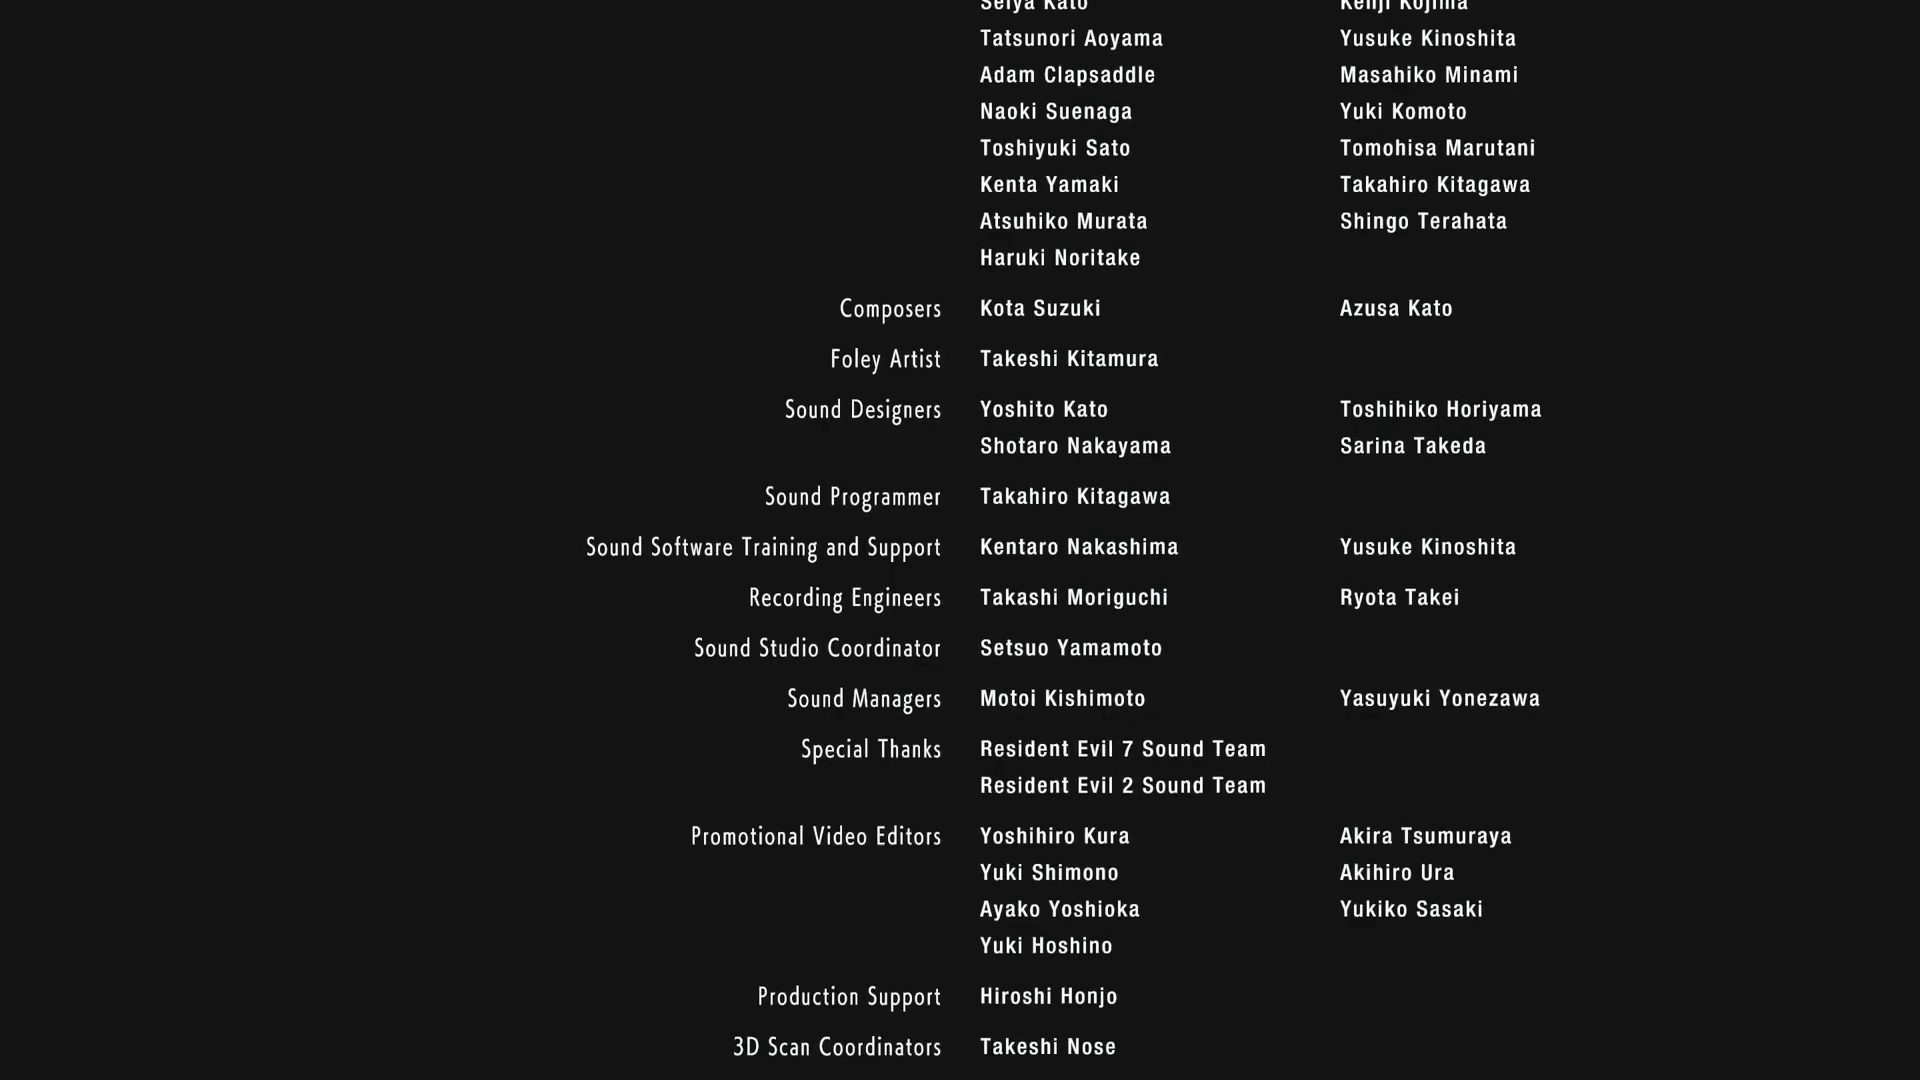 Seiya Kato Kenji Kojima
Tatsunori Aoyama Yusuke Kinoshita
Adam Clapsaddle Masahiko Minami
Naoki Suenaga Yuki Komoto
Toshiyuki Sato Tomohisa Marutani
Kenta Yamaki Takahiro Kitagawa
Atsuhiko Murata Shingo Terahata
Haruki Noritake
Composers Kota Suzuki Azusa Kato
Foley Artist Takeshi Kitamura
Sound Designers Yoshito Kato Toshihiko Horiyama
Shotaro Nakayama Sarina Takeda
Sound Programmer Takahiro Kitagawa
Sound Software Training and Support Kentaro Nakashima Yusuke Kinoshita
Recording Engineers Takashi Moriguchi Ryota Takei
Sound Studio Coordinator Setsuo Yamamoto
Sound Managers Motoi Kishimoto Yasuyuki Yonezawa
Special Thanks Resident Evil 7 Sound Team
Resident Evil 2 Sound Team
Promotional Video Editors Yoshihiro Kura Akira Tsumuraya
Yuki Shimono Akihiro Ura
Ayako Yoshioka Yukiko Sasaki
Yuki Hoshino
Production Support Hiroshi Honjo
3D Scan Coordinators Takeshi Nose